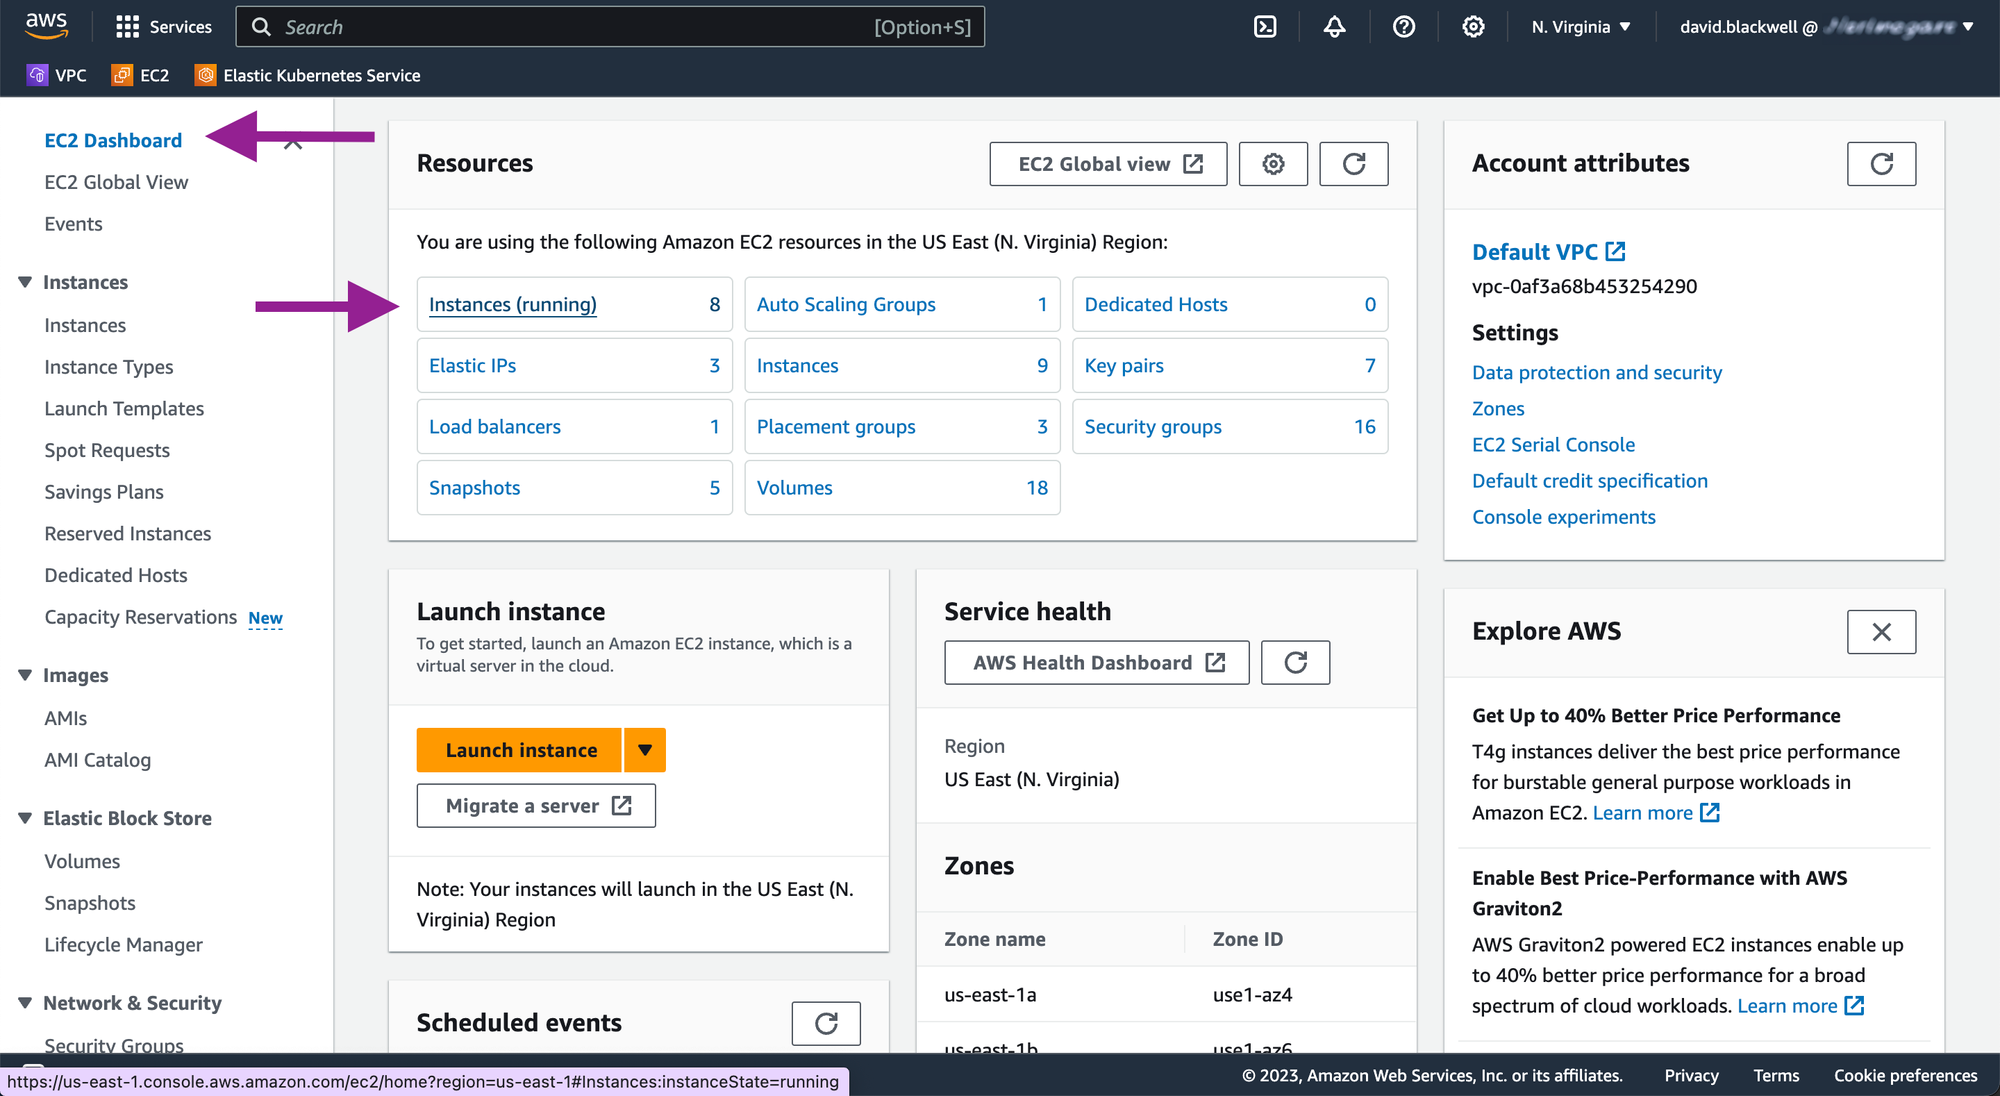 aws
Services
Search
[Option+S]
N. Virginia
david.blackwell @
VPC
EC2
Elastic Kubernetes Service
EC2 Dashboard
EC2 Global View
Events
Instances
Instances
Instance Types
Launch Templates
Spot Requests
Savings Plans
Reserved Instances
Dedicated Hosts
Capacity Reservations New
Images
AMIs
AMI Catalog
Elastic Block Store
Volumes
Snapshots
Lifecycle Manager
Network & Security
Security Groups
Resources
EC2 Global view
You are using the following Amazon EC2 resources in the US East (N. Virginia) Region:
Instances (running) 8
Auto Scaling Groups 1
Dedicated Hosts 0
Elastic IPs 3
Instances 9
Key pairs 7
Load balancers 1
Placement groups 3
Security groups 16
Snapshots 5
Volumes 18
Launch instance
To get started, launch an Amazon EC2 instance, which is a
virtual server in the cloud.
Launch instance
Migrate a server
Note: Your instances will launch in the US East (N.
Virginia) Region
Scheduled events
Service health
AWS Health Dashboard
Region
US East (N. Virginia)
Zones
Zone name Zone ID
us-east-1a use1-az4
us-east-1b use1-az6
Account attributes
Default VPC
vpc-0af3a68b453254290
Settings
Data protection and security
Zones
EC2 Serial Console
Default credit specification
Console experiments
Explore AWS
Get Up to 40% Better Price Performance
T4g instances deliver the best price performance
for burstable general purpose workloads in
Amazon EC2. Learn more
Enable Best Price-Performance with AWS
Graviton2
AWS Graviton2 powered EC2 instances enable up
to 40% better price performance for a broad
spectrum of cloud workloads. Learn more
https://us-east-1.console.aws.amazon.com/ec2/home?region=us-east-1#Instances:instanceState=running
© 2023, Amazon Web Services, Inc. or its affiliates.
Privacy
Terms
Cookie preferences